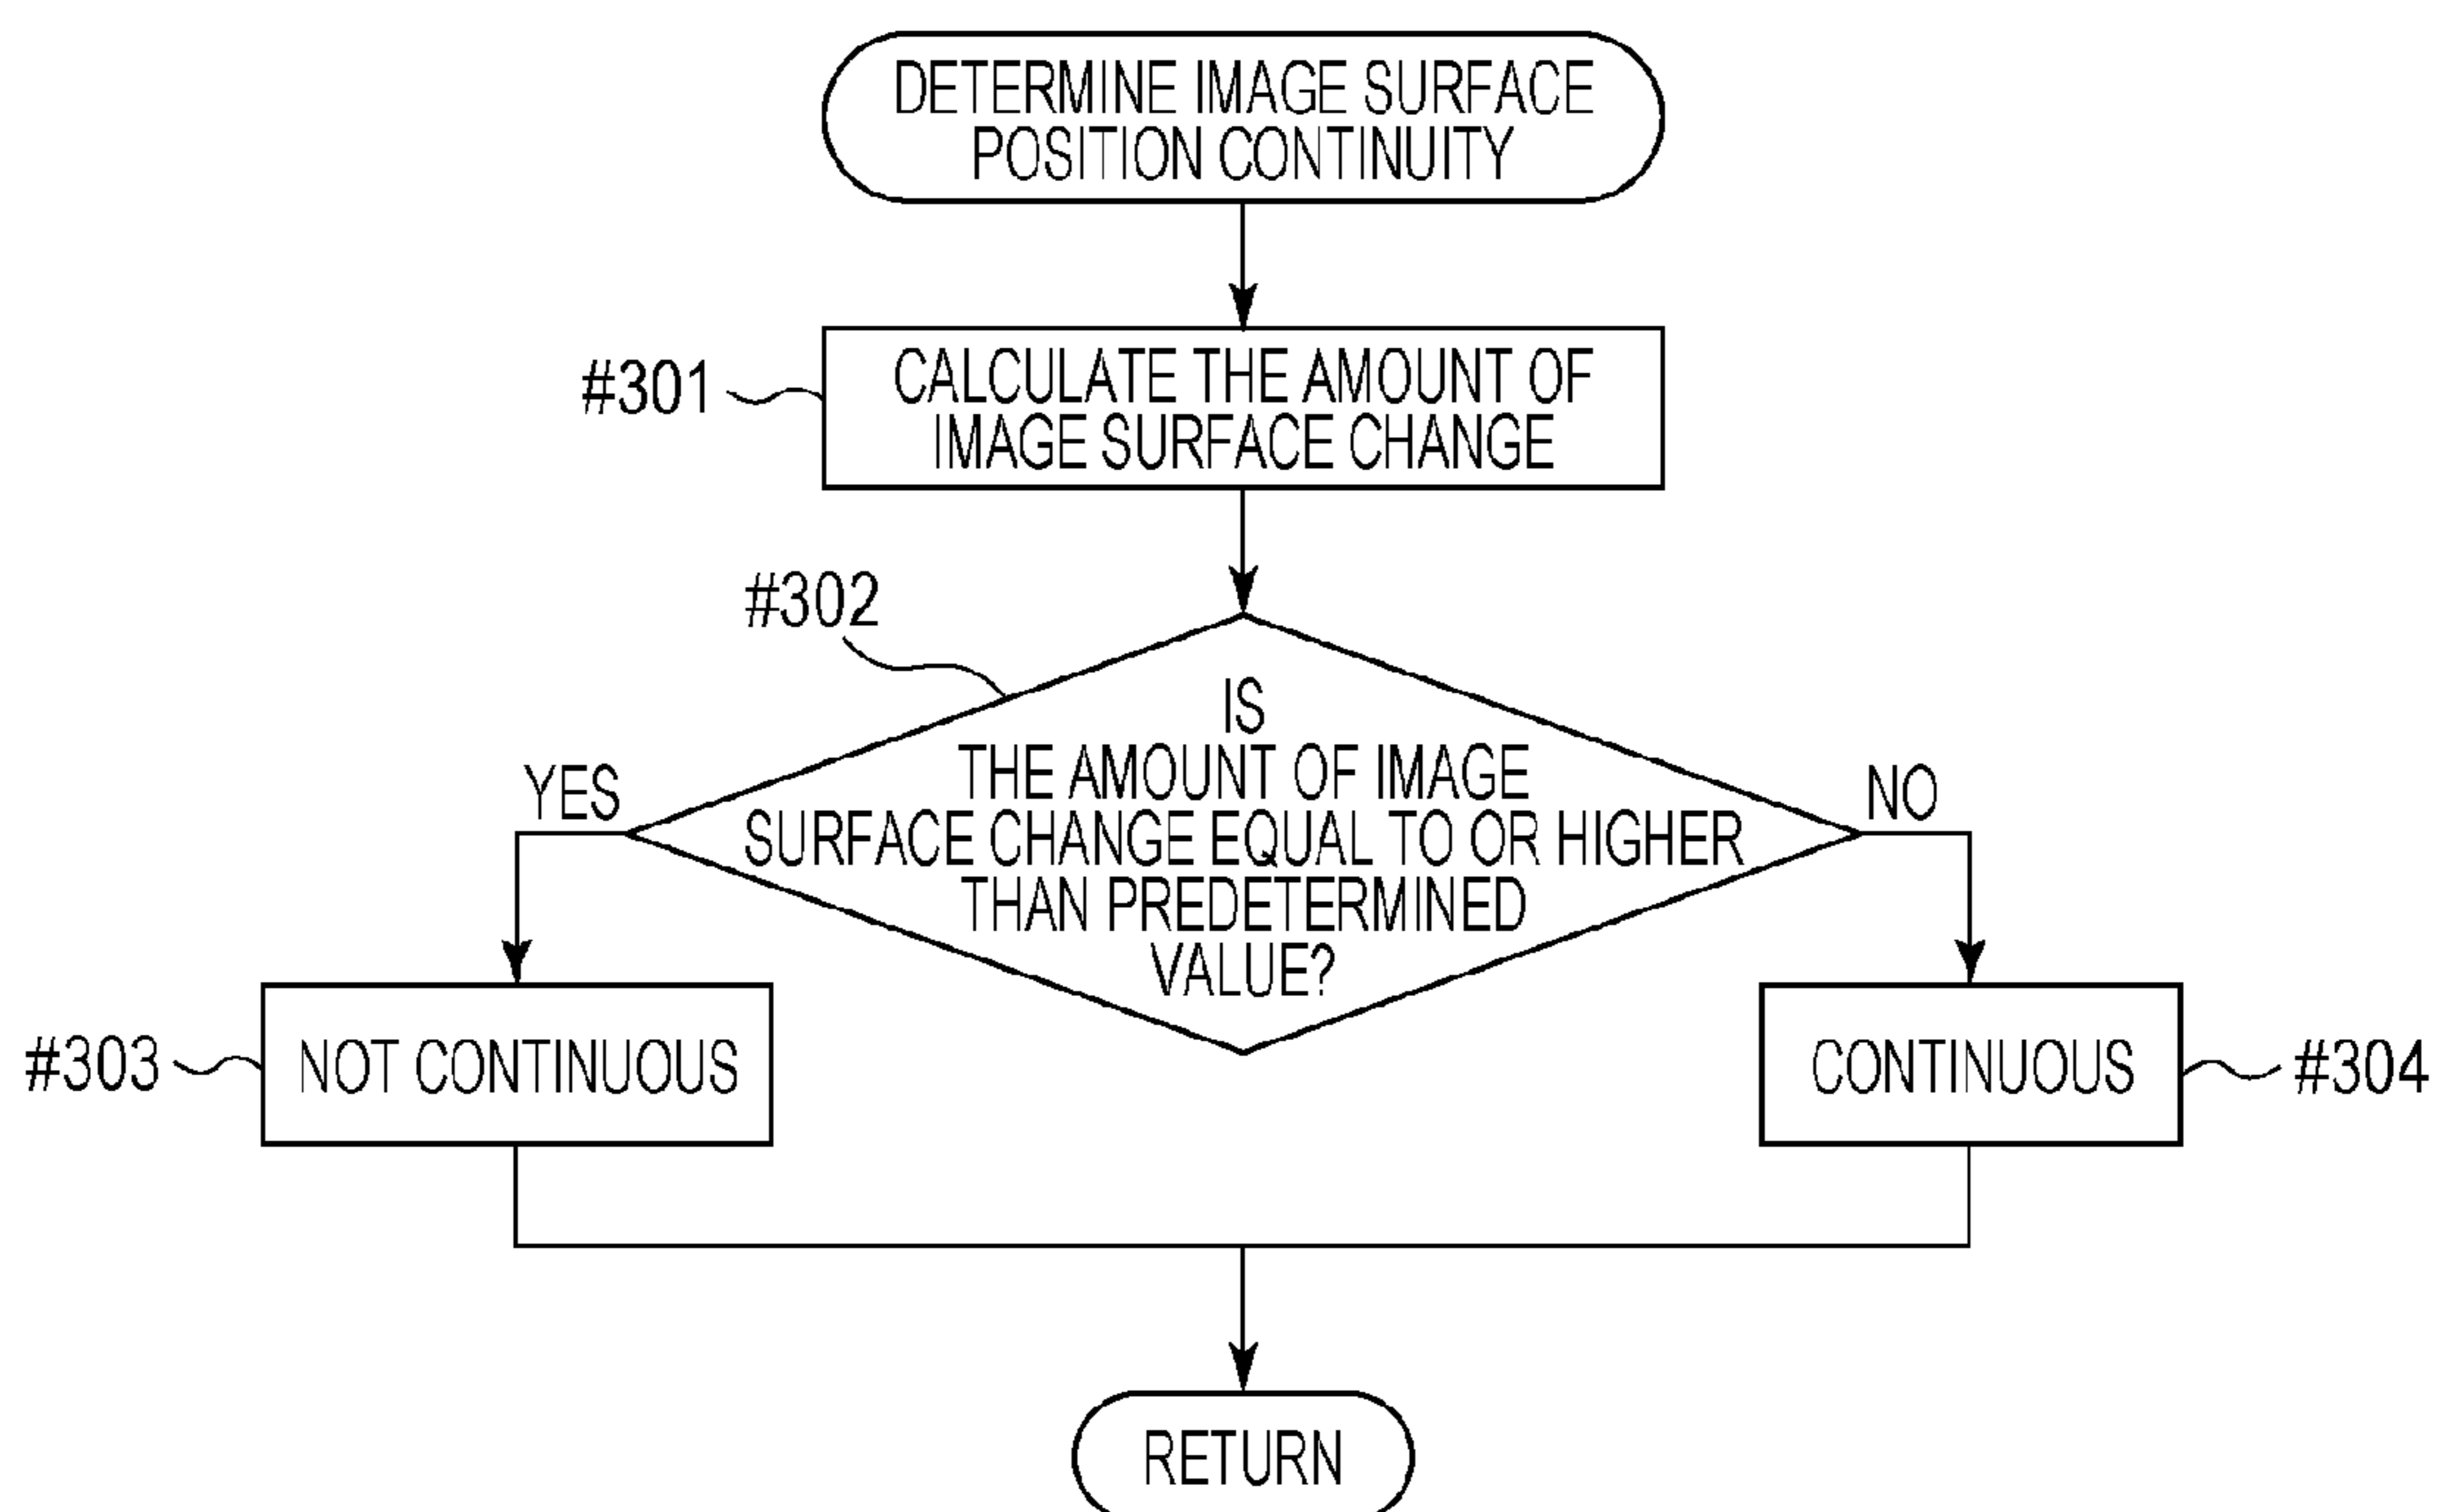 DETERMINE IMAGE SURFACE
POSITION CONTINUITY
#301
CALCULATE THE AMOUNT OF
IMAGE SURFACE CHANGE
#302
IS
THE AMOUNT OF IMAGE
SURFACE CHANGE EQUAL TO OR HIGHER
THAN PREDETERMINED
VALUE?
YES
NO
#303
NOT CONTINUOUS
CONTINUOUS
#304
RETURN